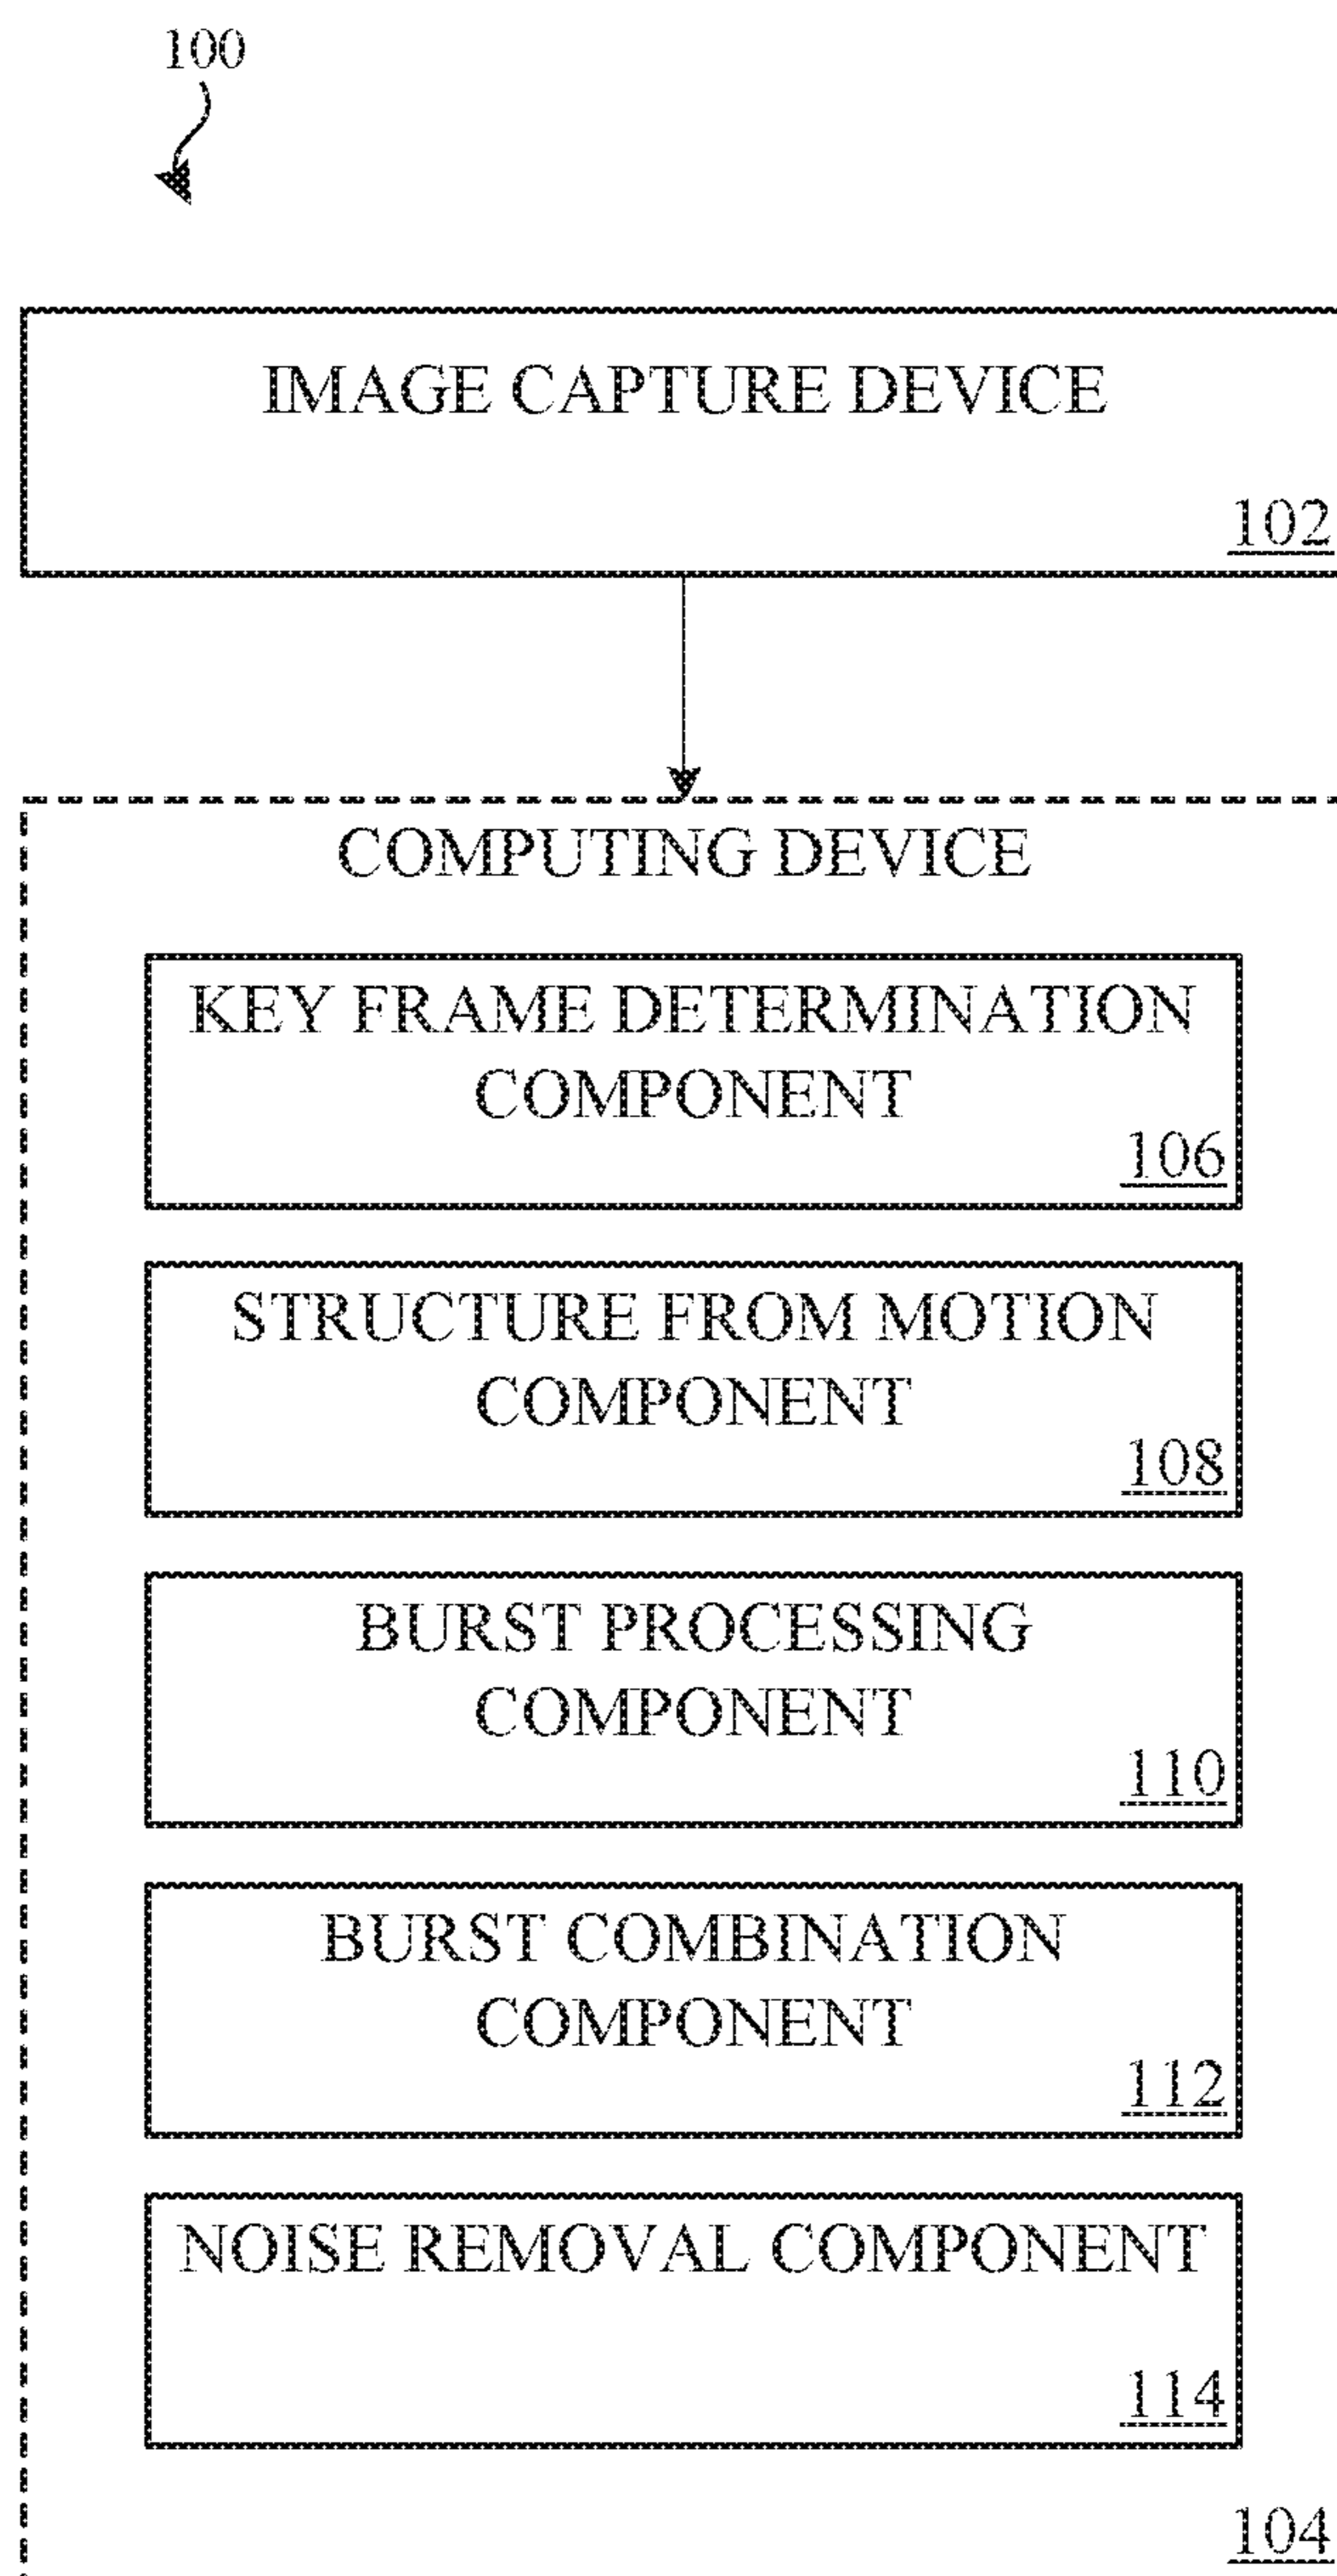 100
IMAGE CAPTURE DEVICE
102
COMPUTING DEVICE
KEY FRAME DETERMINATION
COMPONENT
106
STRUCTURE FROM MOTION
COMPONENT
108
BURST PROCESSING
COMPONENT
110
BURST COMBINATION
COMPONENT
112
NOISE REMOVAL COMPONENT
114
104